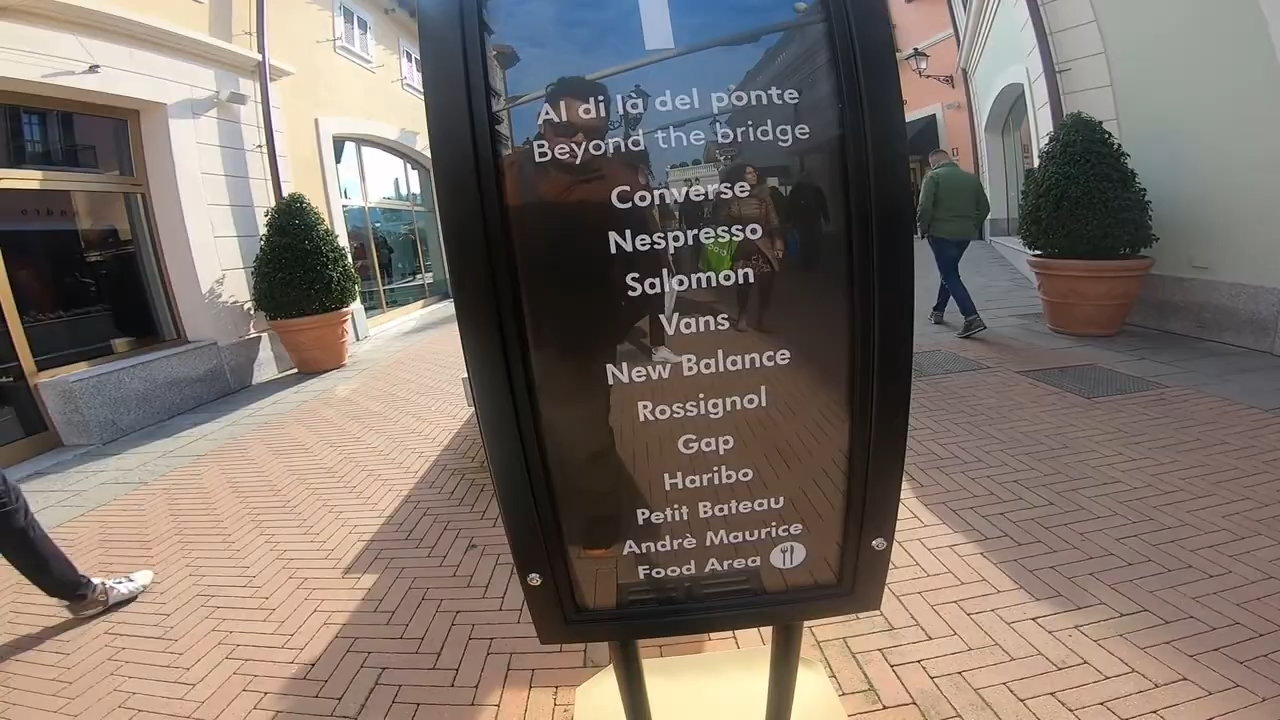 Al di là del ponte
Beyond the bridge
Converse
Nespresso
Salomon
Vans
New Balance
Rossignol
Gap
Haribo
Petit Bateau
Andrè Maurice
Food Area